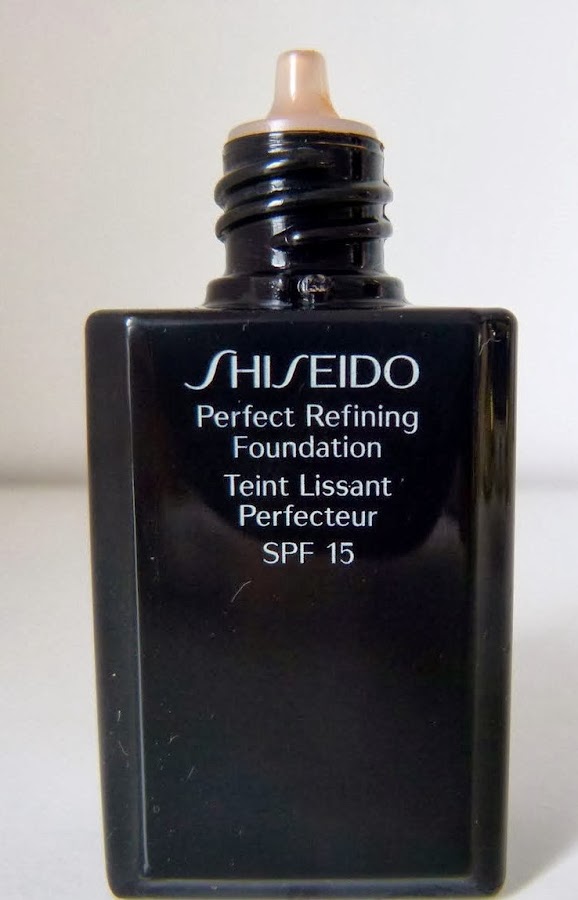 SHISEIDO
Perfect Refining
Foundation
Teint Lissant
Perfecteur
SPF 15